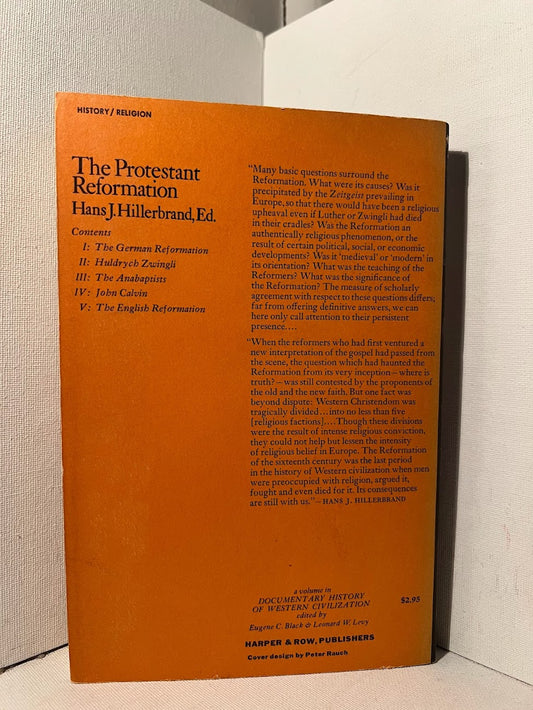 HISTORY/RELIGION
The Protestant
Reformation
Hans J. Hillerbrand, Ed.
Contents
I: The German Reformation
II: Huldrych Zwingli
III: The Anabaptists
IV: John Calvin
V: The English Reformation
"Many basic questions surround the
Reformation. What were its causes? Was it
precipitated by the Zeitgeist prevailing in
Europe, so that there would have been a religious
upheaval even if Luther or Zwingli had died
in their cradles? Was the Reformation an
authentically religious phenomenon, or the
result of certain political, social, or economic
developments? Was it 'medieval' or 'modern' in
its orientation? What was the teaching of the
Reformers? What was the significance of
the Reformation? The measure of scholarly
agreement with respect to these questions differs;
far from offering definitive answers, we can
here only call attention to their persistent
presence....
"When the reformers who had first ventured a
new interpretation of the gospel had passed from
the scene, the question which had haunted the
Reformation from its very inception—where is
truth?—was still contested by the proponents of
the old and the new faith. But one fact was
beyond dispute: Western Christendom was
tragically divided...into no less than five
[religious factions]....Though these divisions
were the result of intense religious conviction,
they could not help but lessen the intensity
of religious belief in Europe. The Reformation
of the sixteenth century was the last period
in the history of Western civilization when men
were preoccupied with religion, argued it,
fought and even died for it. Its consequences
are still with us."—HANS J. HILLERBRAND
a volume in
DOCUMENTARY HISTORY
OF WESTERN CIVILIZATION
edited by
Eugene C. Black & Leonard W. Levy
$2.95
HARPER & ROW, PUBLISHERS
Cover design by Peter Rauch